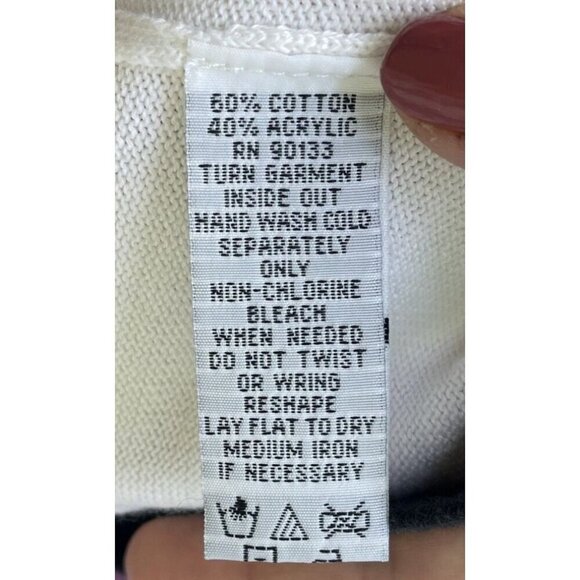 60% COTTON
40% ACRYLIC
RN 90133
TURN GARMENT
INSIDE OUT
HAND WASH COLD
SEPARATELY
ONLY
NON-CHLORINE
BLEACH
WHEN NEEDED
DO NOT TWIST
OR WRING
RESHAPE
LAY FLAT TO DRY
MEDIUM IRON
IF NECESSARY